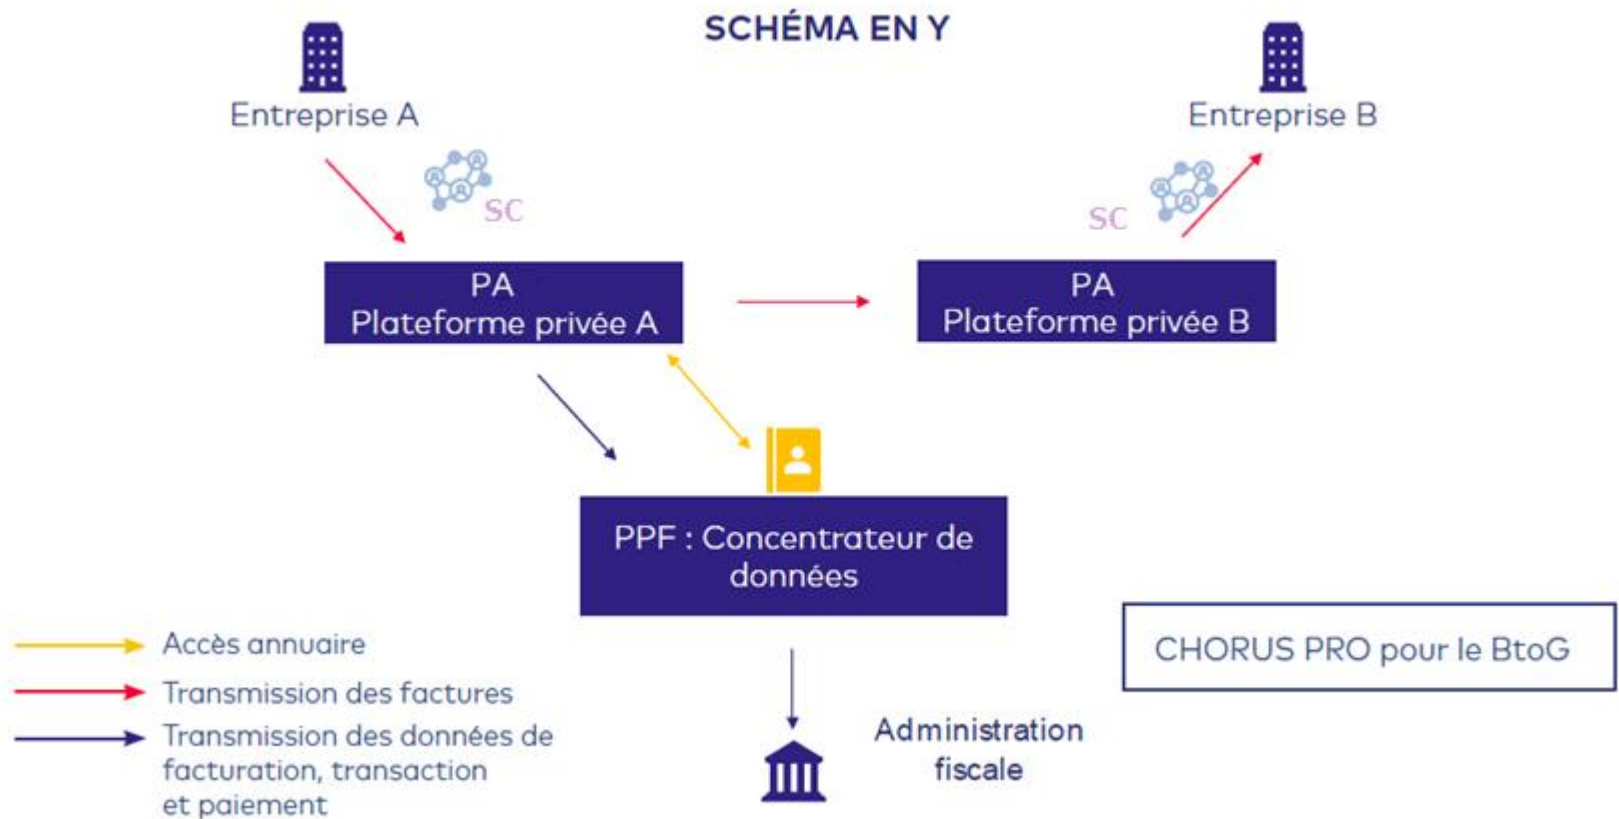 SCHÉMA EN Y
Entreprise A
Entreprise B
SC
SC
PA
Plateforme privée A
PA
Plateforme privée B
PPF : Concentrateur de
données
Accès annuaire
Transmission des factures
Transmission des données de
facturation, transaction
et paiement
CHORUS PRO pour le BtoG
Administration
fiscale